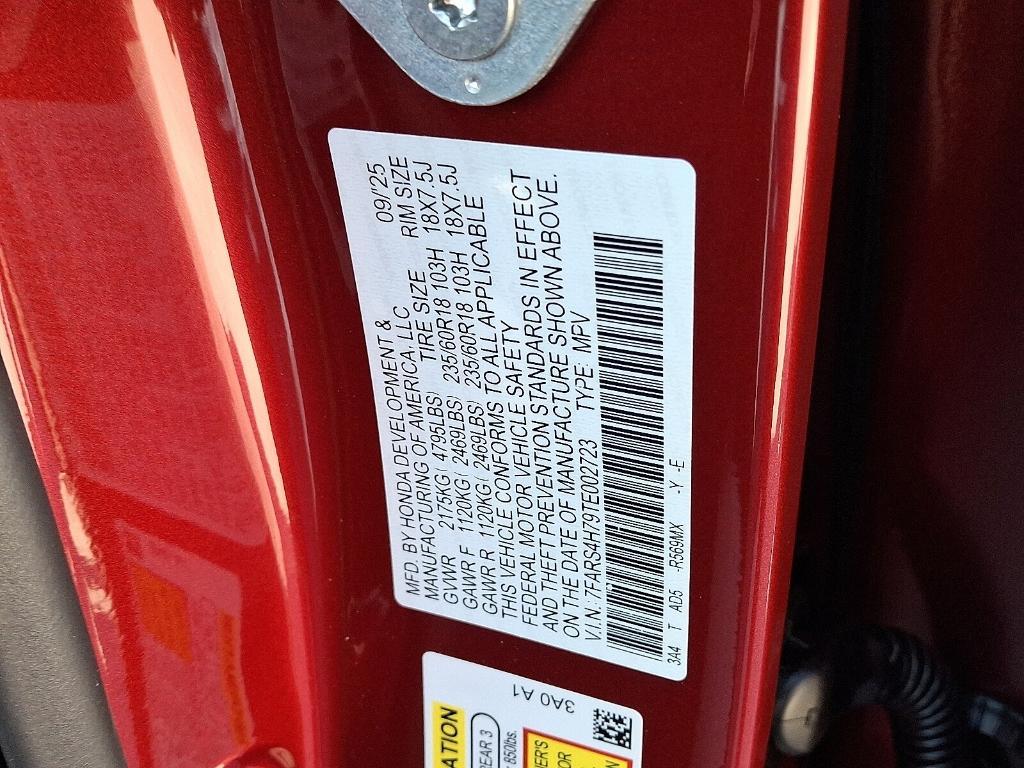 MFD. BY HONDA DEVELOPMENT &
MANUFACTURING OF AMERICA, LLC 09/'25
TIRE SIZE RIM SIZE
GVWR 2175KG( 4795LBS)
GAWR F 1120KG( 2469LBS) 235/60R18 103H 18X7.5J
GAWR R 1120KG( 2469LBS) 235/60R18 103H 18X7.5J
THIS VEHICLE CONFORMS TO ALL APPLICABLE
FEDERAL MOTOR VEHICLE SAFETY
AND THEFT PREVENTION STANDARDS IN EFFECT
ON THE DATE OF MANUFACTURE SHOWN ABOVE.
V.I.N: 7FARS4H79TE002723 TYPE: MPV
3A4 T AD5 -R569MX -Y -E
3A0 A1
REAR 3
850lbs.